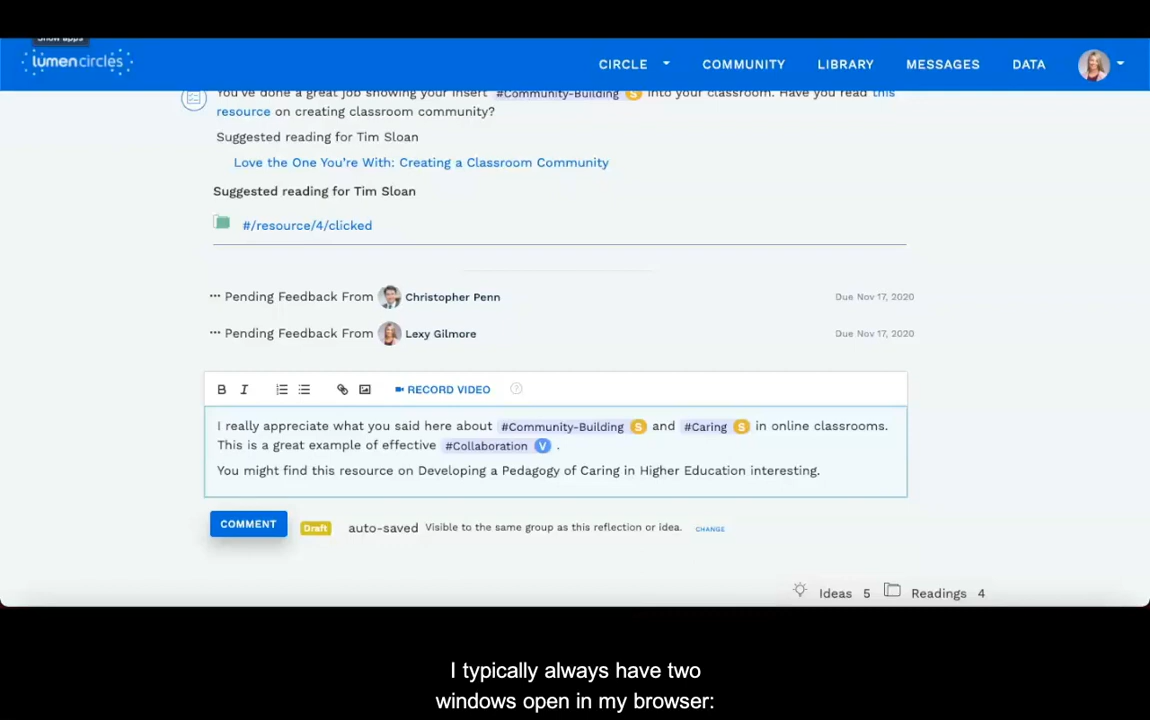 Show apps
lumen circles
CIRCLE
COMMUNITY
LIBRARY
MESSAGES
DATA
You've done a great job showing your insert #Community-Building S into your classroom. Have you read this
resource on creating classroom community?
Suggested reading for Tim Sloan
Love the One You're With: Creating a Classroom Community
Suggested reading for Tim Sloan
#/resource/4/clicked
··· Pending Feedback From Christopher Penn Due Nov 17, 2020
··· Pending Feedback From Lexy Gilmore Due Nov 17, 2020
B I RECORD VIDEO ?
I really appreciate what you said here about #Community-Building S and #Caring S in online classrooms.
This is a great example of effective #Collaboration V .
You might find this resource on Developing a Pedagogy of Caring in Higher Education interesting.
COMMENT Draft auto-saved Visible to the same group as this reflection or idea. CHANGE
Ideas 5 Readings 4
I typically always have two
windows open in my browser: